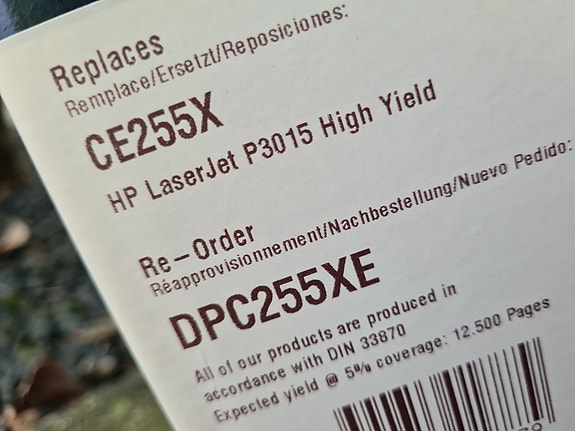 Replaces
Remplace/Ersetzt/Reposiciones:
CE255X
HP LaserJet P3015 High Yield
Re-Order
Réapprovisionnement/Nachbestellung/Nuevo Pedido:
DPC255XE
All of our products are produced in
accordance with DIN 33870
Expected yield @ 5% coverage: 12.500 Pages